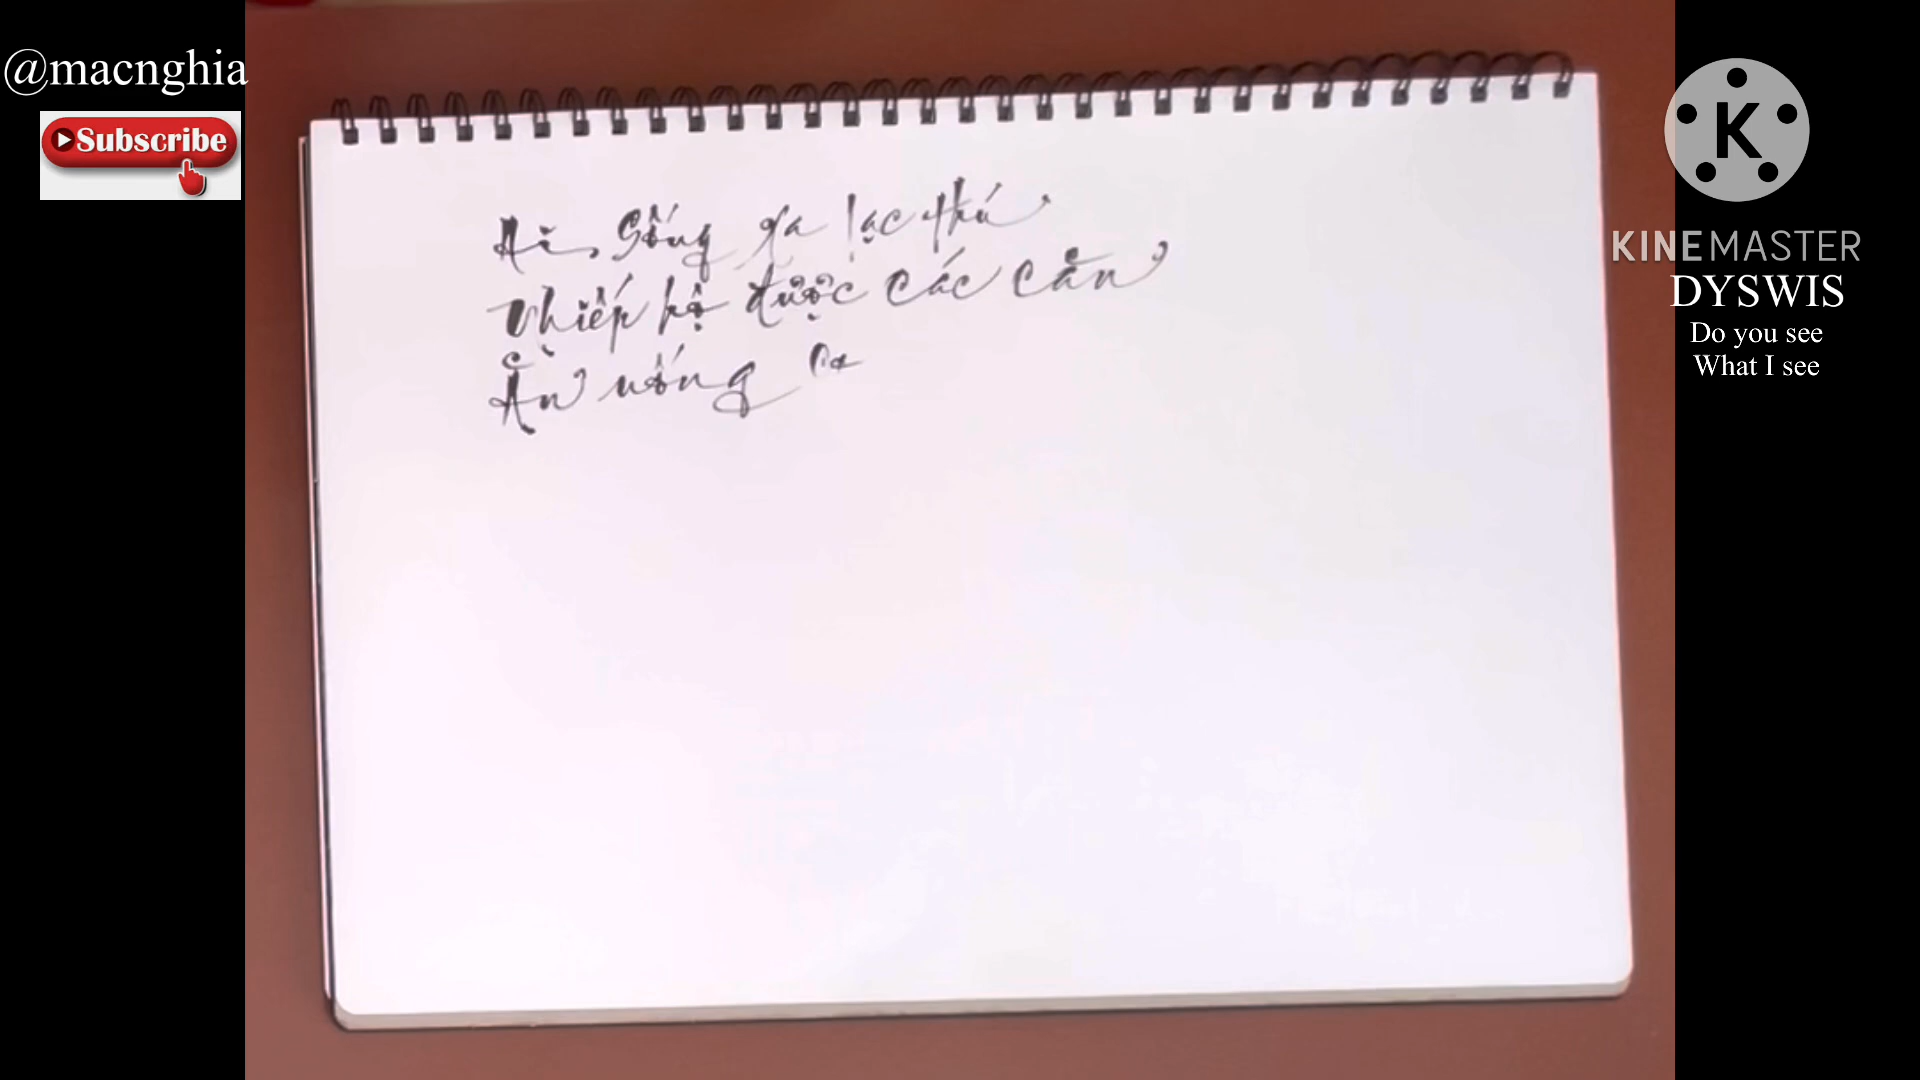 @macnghia
Subscribe
Ai sống xa lạc thú
Nhiếp hộ được các căn
Ăn uống
K
KINEMASTER
DYSWIS
Do you see
What I see